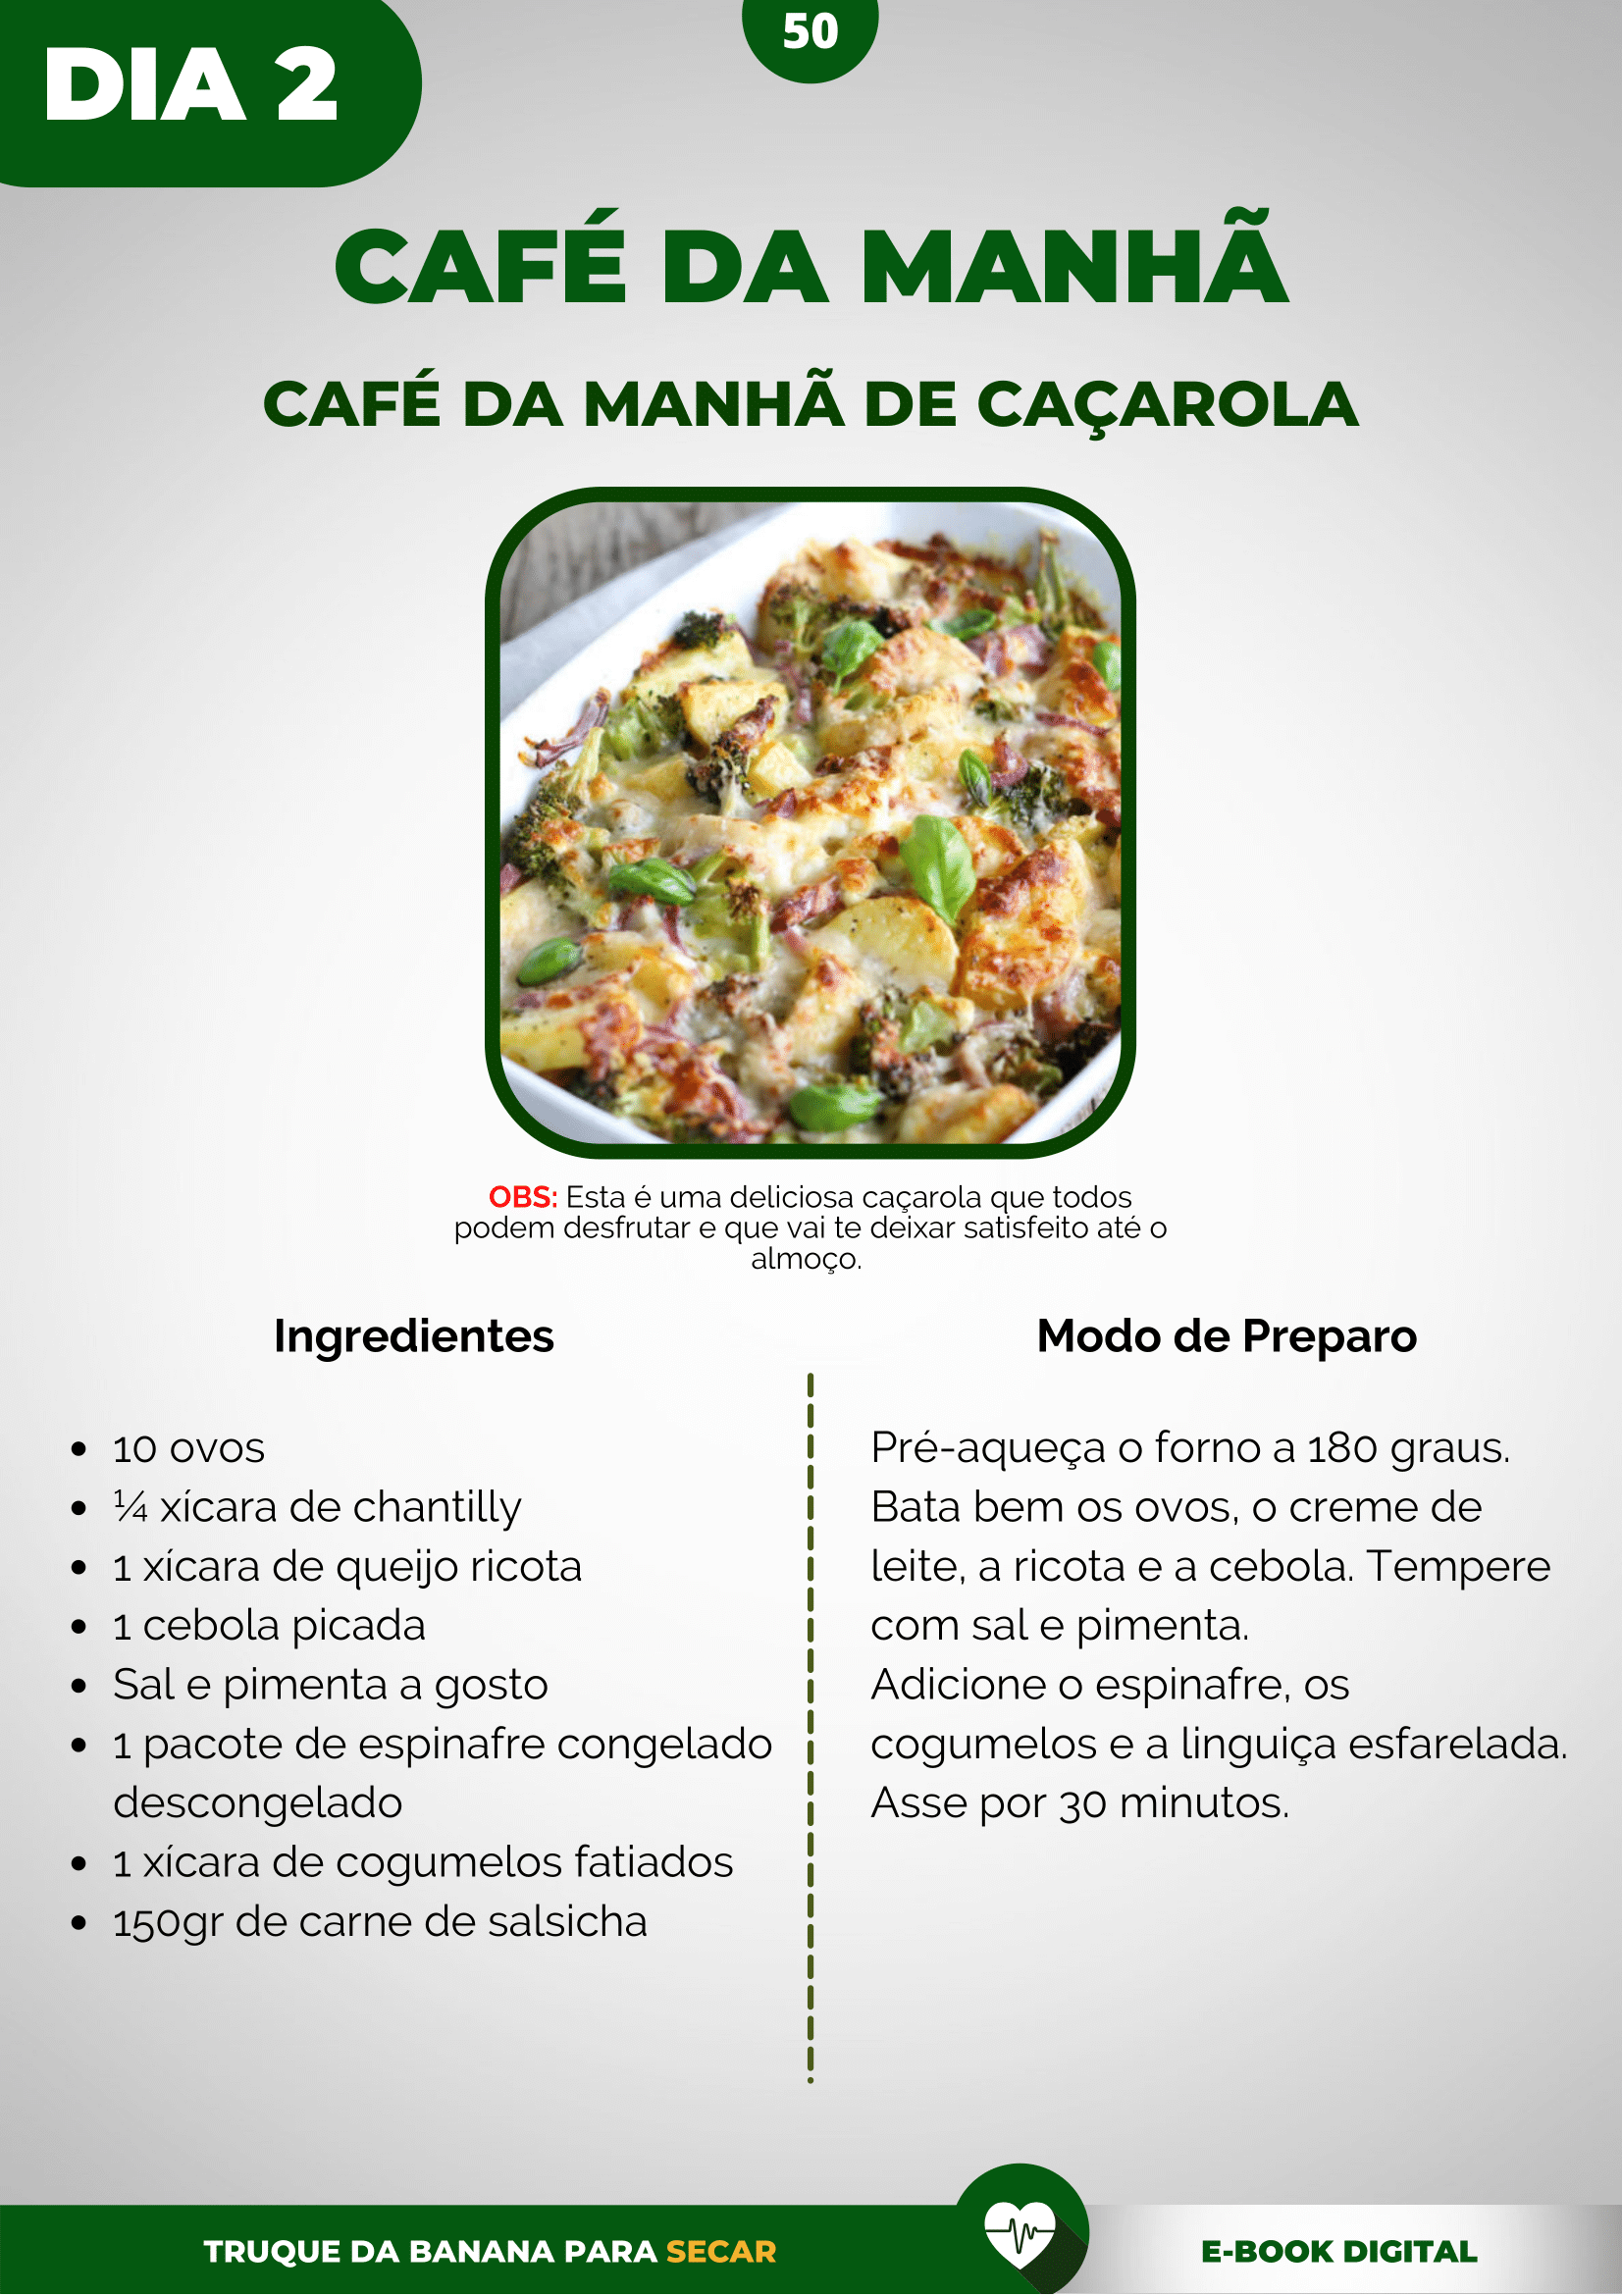 DIA 2
50
CAFÉ DA MANHÃ
CAFÉ DA MANHÃ DE CAÇAROLA
OBS: Esta é uma deliciosa caçarola que todos
podem desfrutar e que vai te deixar satisfeito até o
almoço.
Ingredientes
10 ovos
¼ xícara de chantilly
1 xícara de queijo ricota
1 cebola picada
Sal e pimenta a gosto
1 pacote de espinafre congelado
descongelado
1 xícara de cogumelos fatiados
150gr de carne de salsicha
Modo de Preparo
Pré-aqueça o forno a 180 graus.
Bata bem os ovos, o creme de
leite, a ricota e a cebola. Tempere
com sal e pimenta.
Adicione o espinafre, os
cogumelos e a linguiça esfarelada.
Asse por 30 minutos.
TRUQUE DA BANANA PARA SECAR
E-BOOK DIGITAL